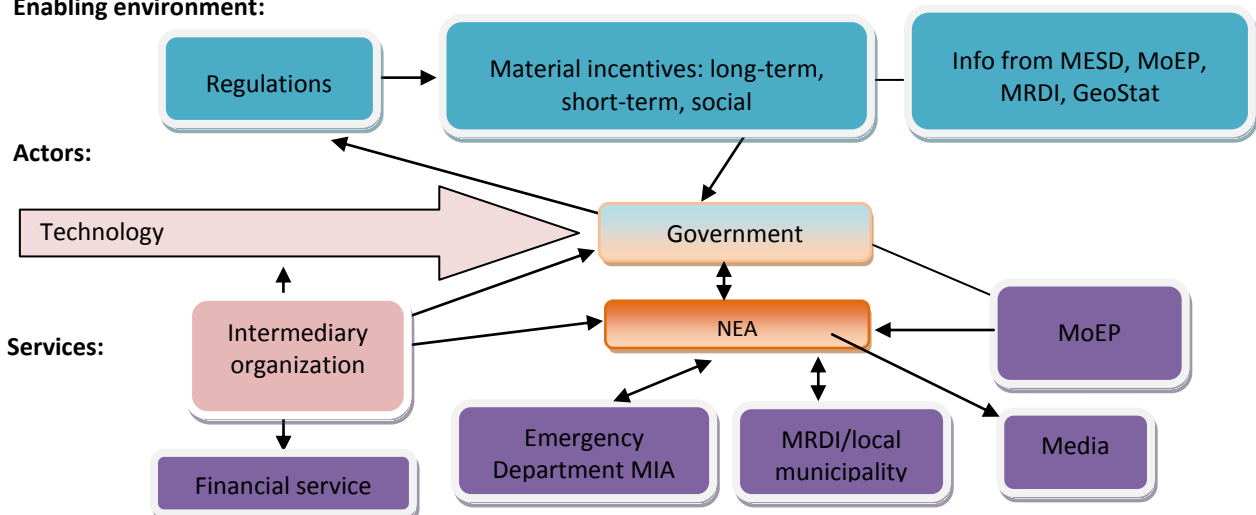 Enabling environment:
Regulations
Material incentives: long-term,
short-term, social
Info from MESD, MoEP,
MRDI, GeoStat
Actors:
Technology
Government
Services:
Intermediary
organization
NEA
MoEP
Emergency
Department MIA
MRDI/local
municipality
Media
Financial service